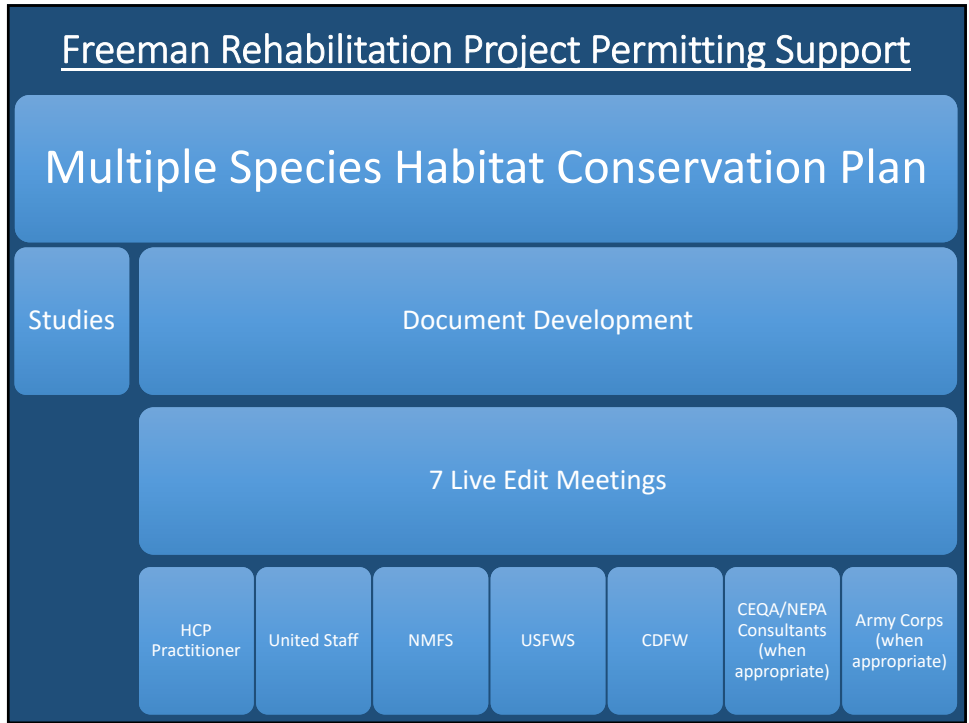 Freeman Rehabilitation Project Permitting Support
Multiple Species Habitat Conservation Plan
Studies
Document Development
7 Live Edit Meetings
HCP
Practitioner
United Staff
NMFS
USFWS
CDFW
CEQA/NEPA
Consultants
(when
appropriate)
Army Corps
(when
appropriate)